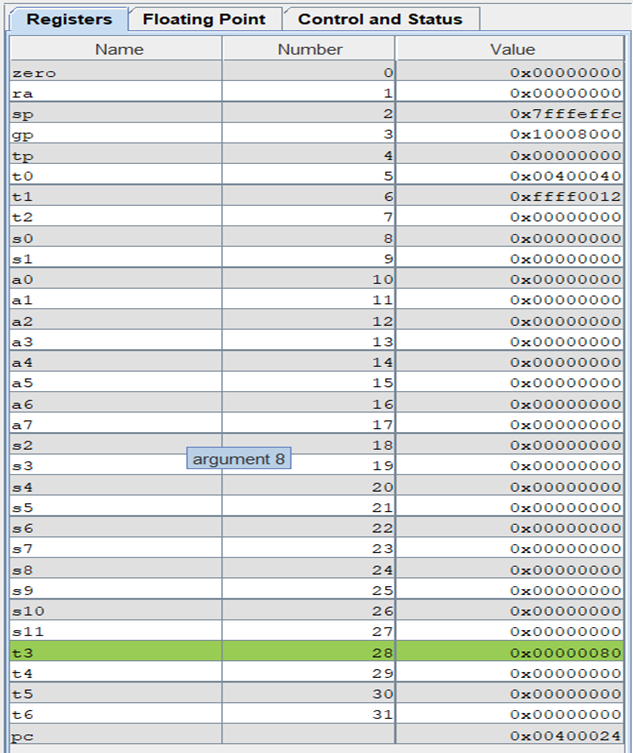 Registers Floating Point Control and Status
Name Number Value
zero 0 0x00000000
ra 1 0x00000000
sp 2 0x7fffeffc
gp 3 0x10008000
tp 4 0x00000000
t0 5 0x00400040
t1 6 0xffff0012
t2 7 0x00000000
s0 8 0x00000000
s1 9 0x00000000
a0 10 0x00000000
a1 11 0x00000000
a2 12 0x00000000
a3 13 0x00000000
a4 14 0x00000000
a5 15 0x00000000
a6 16 0x00000000
a7 17 0x00000000
s2 18 0x00000000
argument 8
s3 19 0x00000000
s4 20 0x00000000
s5 21 0x00000000
s6 22 0x00000000
s7 23 0x00000000
s8 24 0x00000000
s9 25 0x00000000
s10 26 0x00000000
s11 27 0x00000000
t3 28 0x00000080
t4 29 0x00000000
t5 30 0x00000000
t6 31 0x00000000
pc 0x00400024